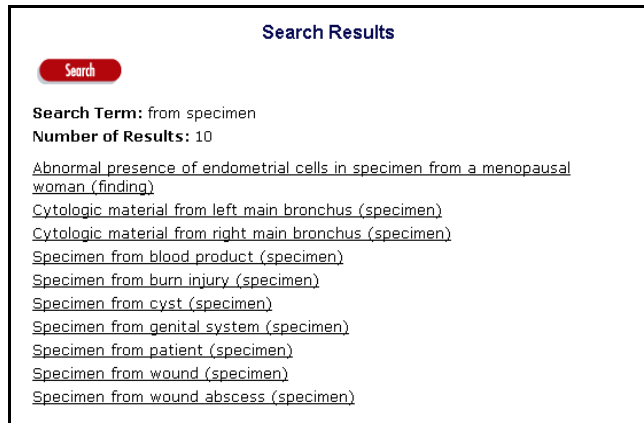 Search Results
Search
Search Term: from specimen
Number of Results: 10
Abnormal presence of endometrial cells in specimen from a menopausal
woman (finding)
Cytologic material from left main bronchus (specimen)
Cytologic material from right main bronchus (specimen)
Specimen from blood product (specimen)
Specimen from burn injury (specimen)
Specimen from cyst (specimen)
Specimen from genital system (specimen)
Specimen from patient (specimen)
Specimen from wound (specimen)
Specimen from wound abscess (specimen)